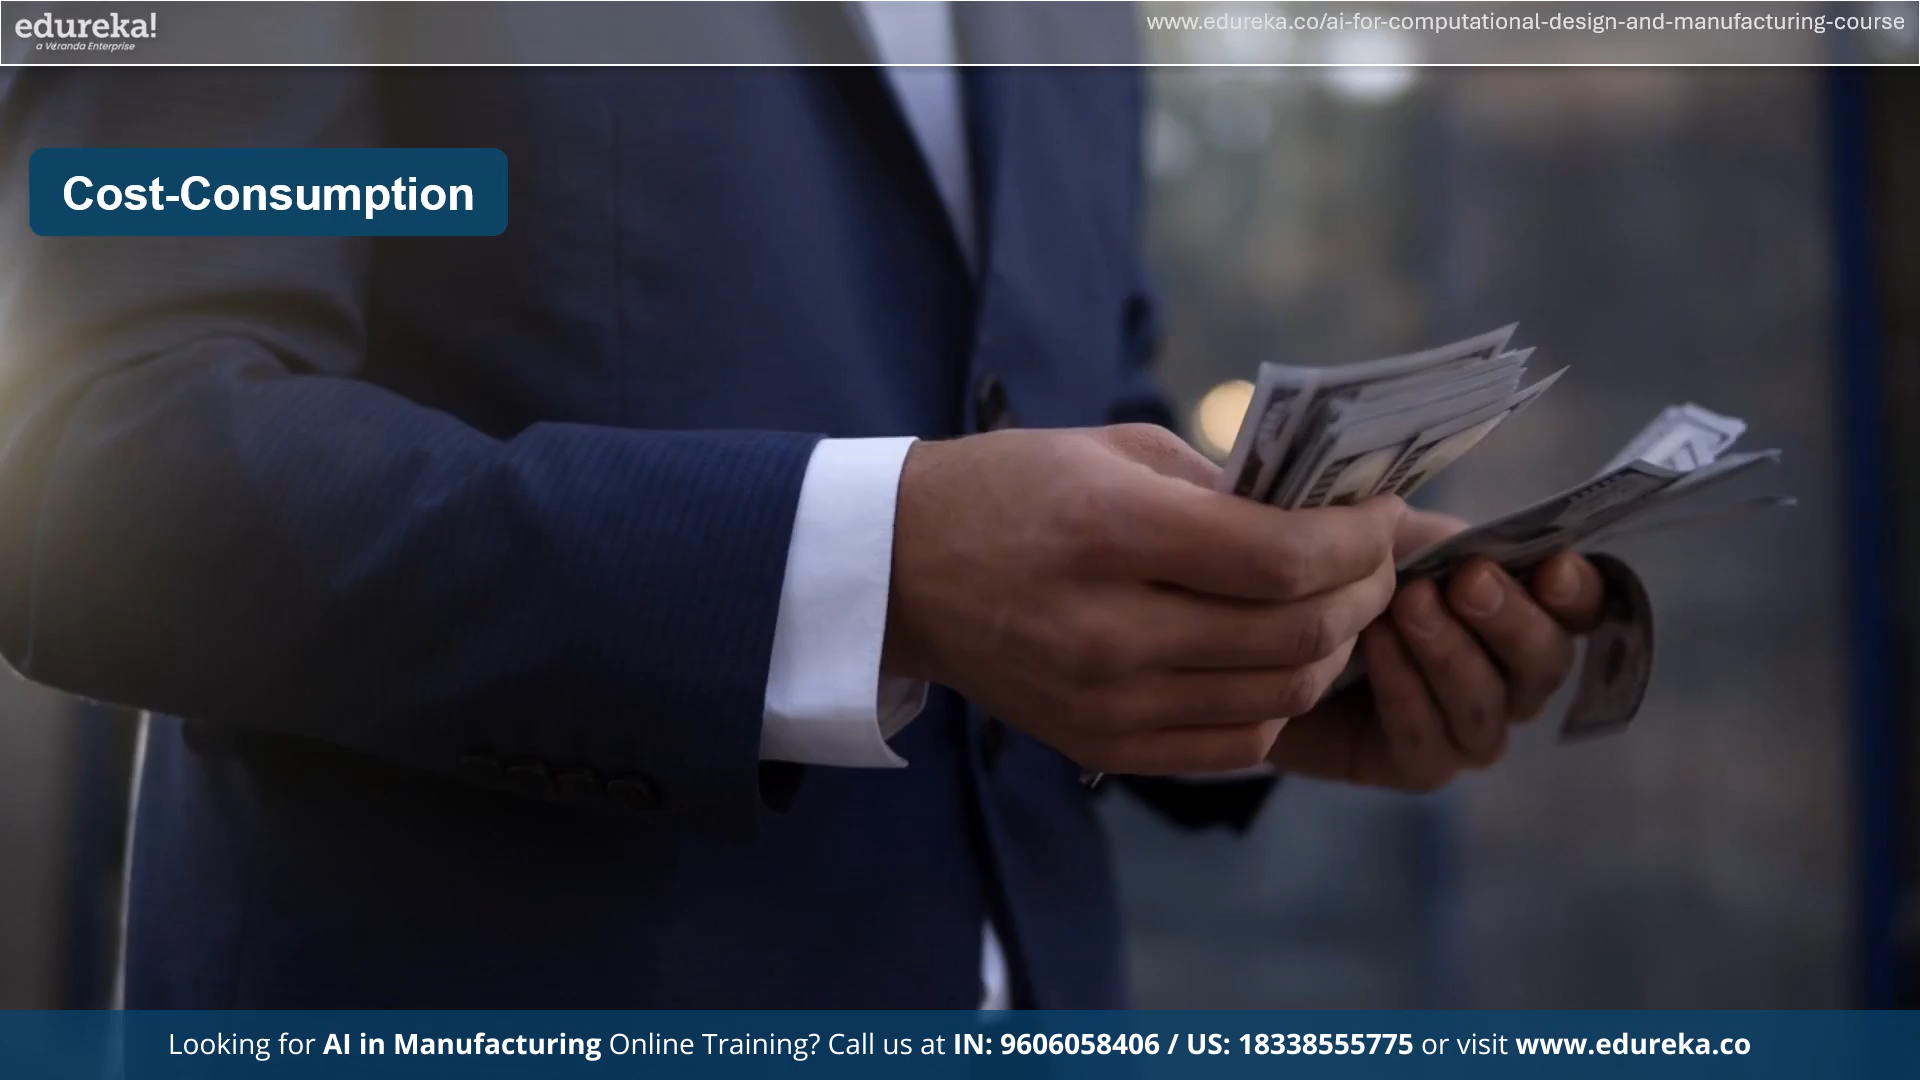 edureka!
a Veranda Enterprise
www.edureka.co/ai-for-computational-design-and-manufacturing-course
Cost-Consumption
Looking for AI in Manufacturing Online Training? Call us at IN: 9606058406 / US: 18338555775 or visit www.edureka.co